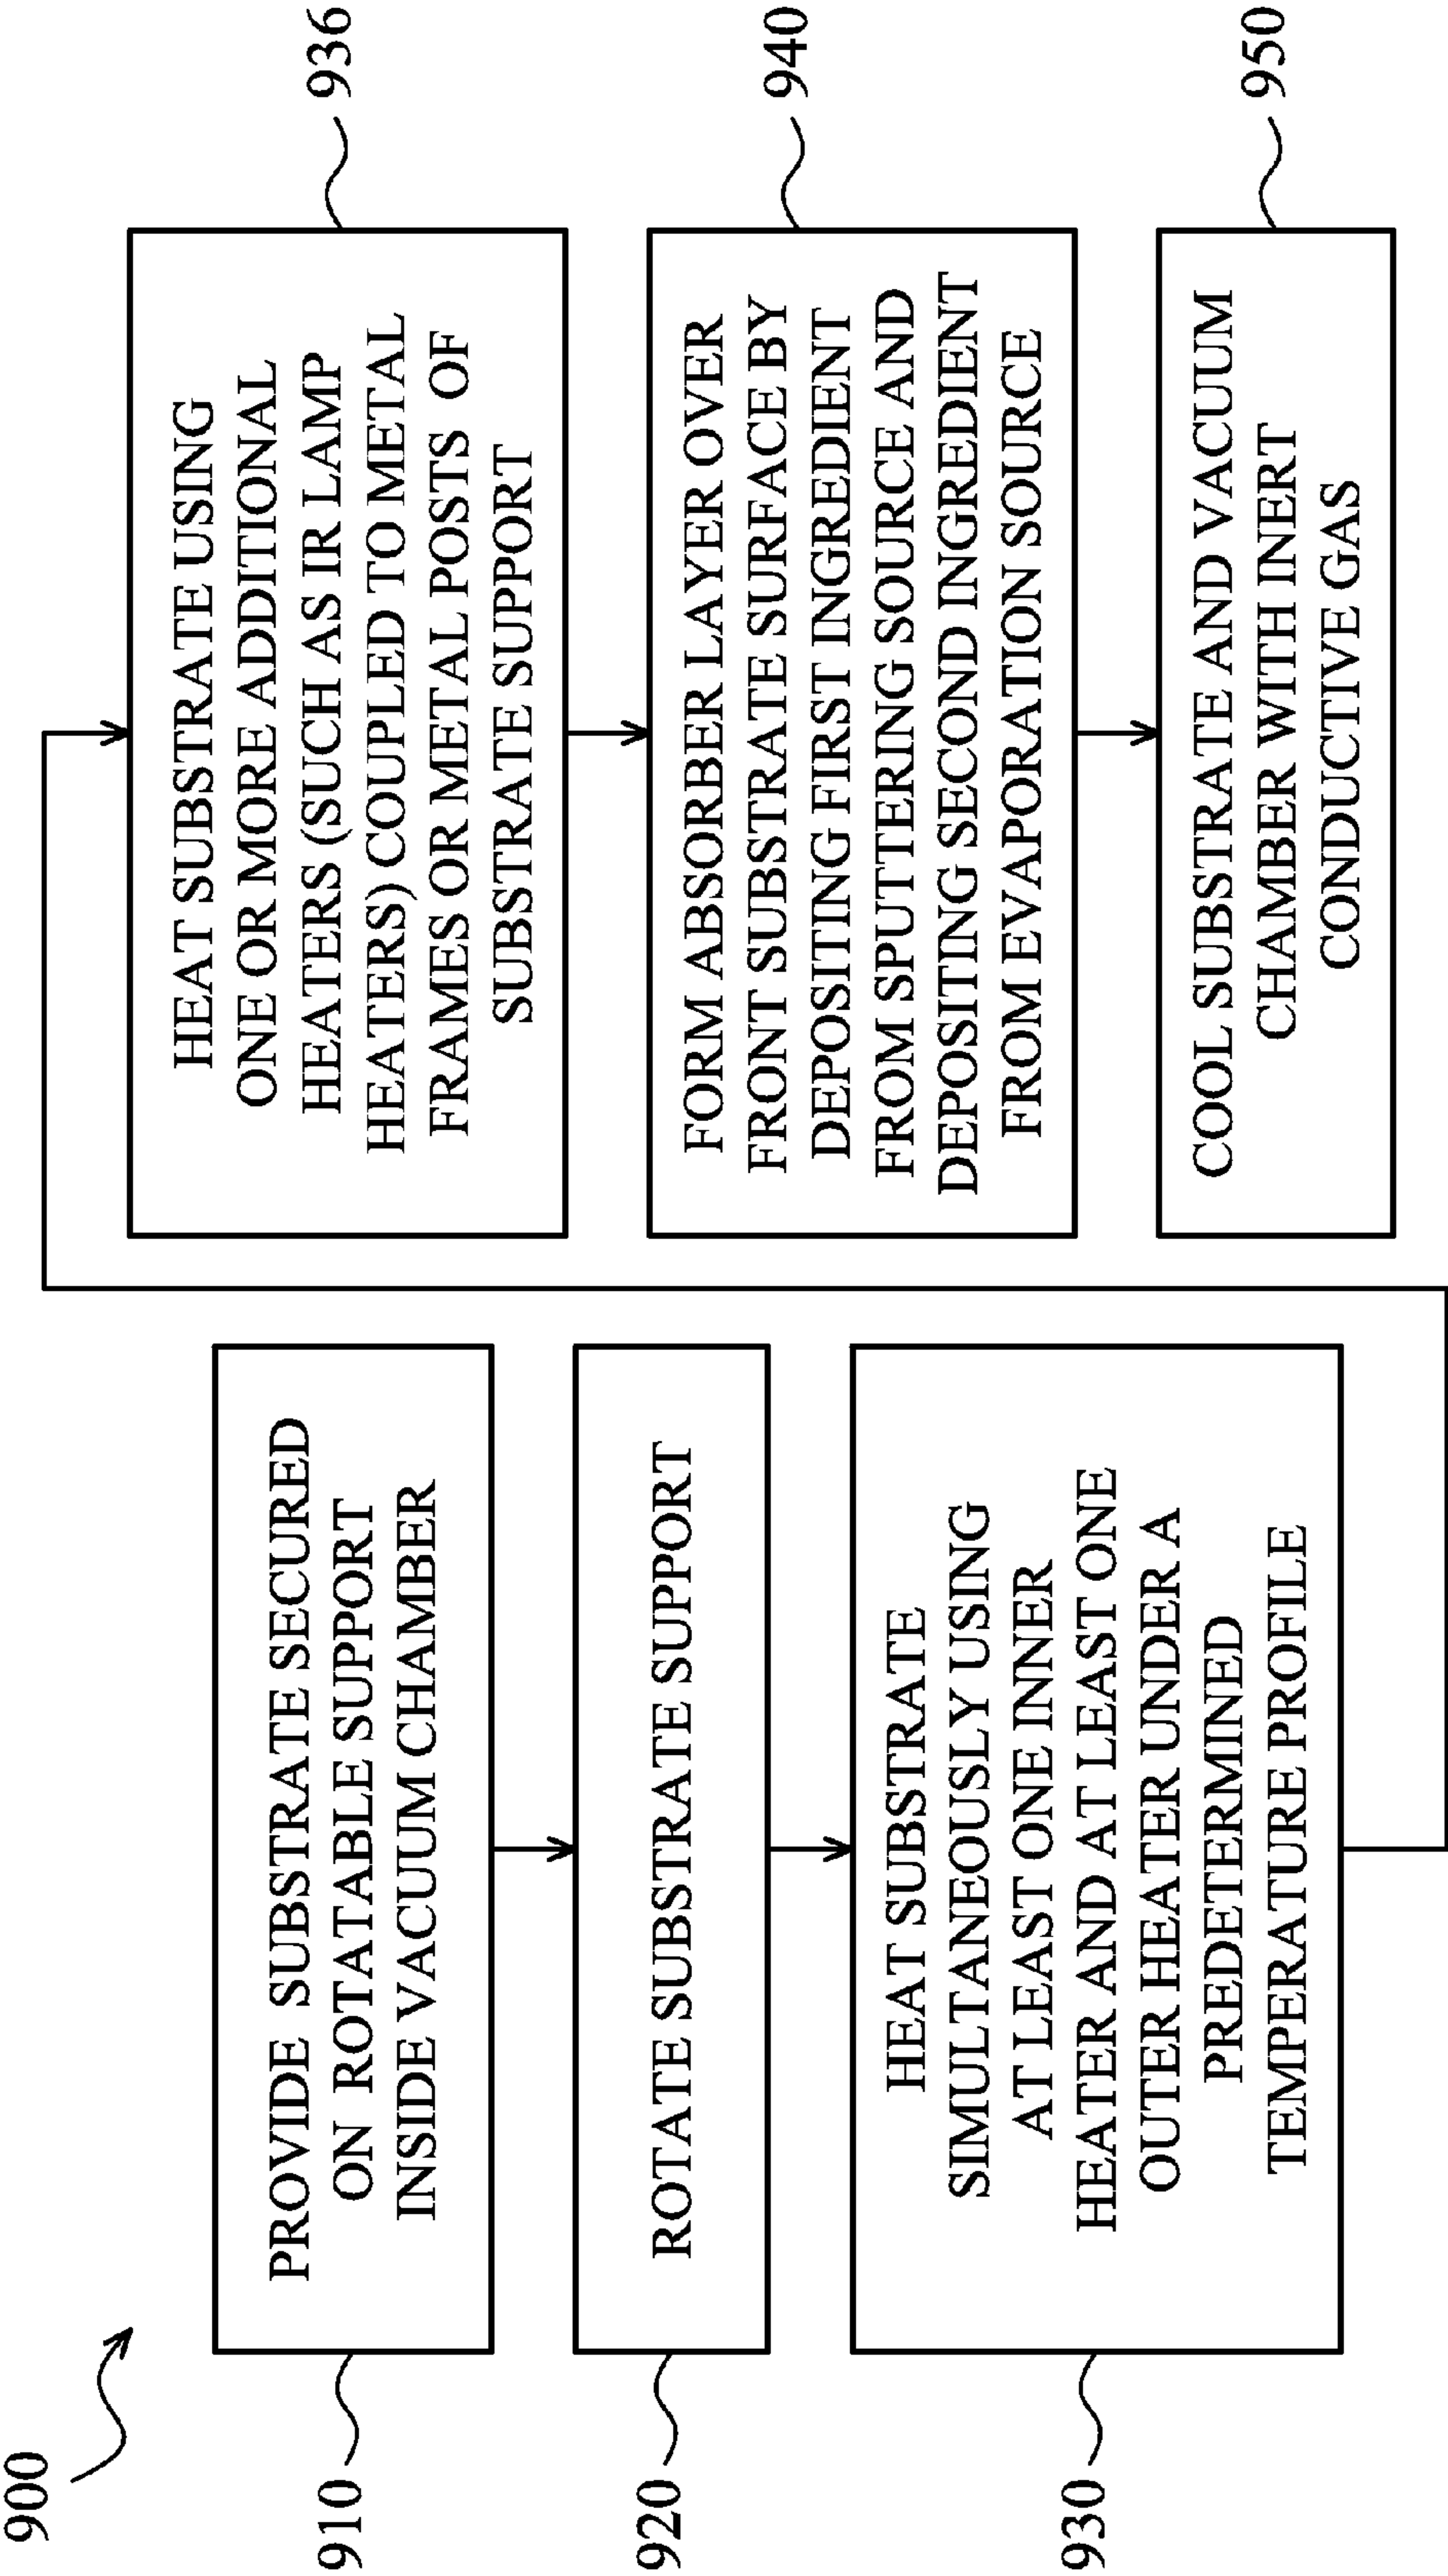 900
910
PROVIDE SUBSTRATE SECURED
ON ROTATABLE SUPPORT
INSIDE VACUUM CHAMBER
920
ROTATE SUBSTRATE SUPPORT
930
HEAT SUBSTRATE
SIMULTANEOUSLY USING
AT LEAST ONE INNER
HEATER AND AT LEAST ONE
OUTER HEATER UNDER A
PREDETERMINED
TEMPERATURE PROFILE
HEAT SUBSTRATE USING
ONE OR MORE ADDITIONAL
HEATERS (SUCH AS IR LAMP
HEATERS) COUPLED TO METAL
FRAMES OR METAL POSTS OF
SUBSTRATE SUPPORT
936
FORM ABSORBER LAYER OVER
FRONT SUBSTRATE SURFACE BY
DEPOSITING FIRST INGREDIENT
FROM SPUTTERING SOURCE AND
DEPOSITING SECOND INGREDIENT
FROM EVAPORATION SOURCE
940
COOL SUBSTRATE AND VACUUM
CHAMBER WITH INERT
CONDUCTIVE GAS
950